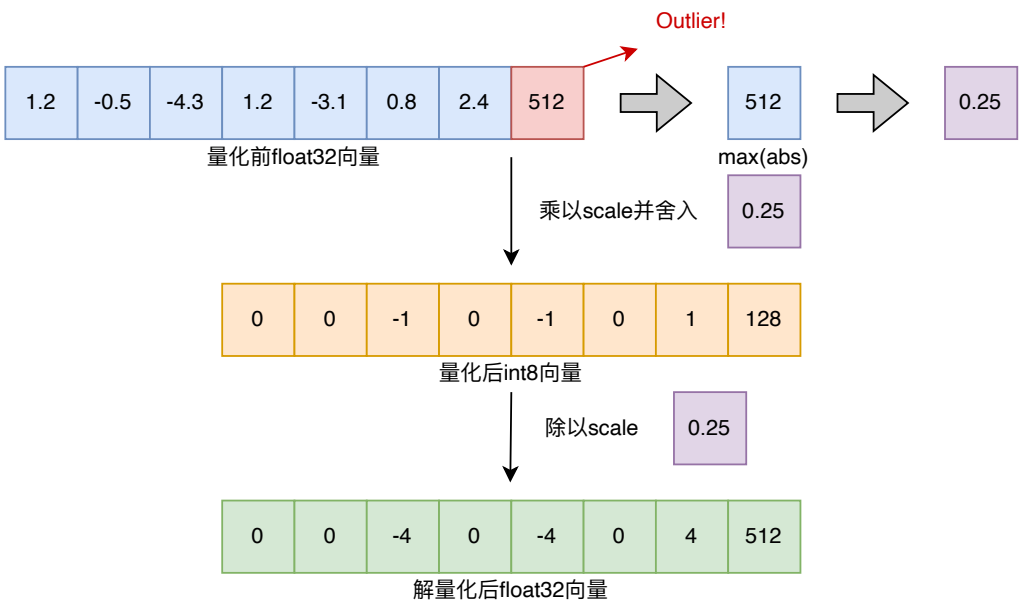 Outlier!
1.2 -0.5 -4.3 1.2 -3.1 0.8 2.4 512 512 0.25
量化前float32向量 max(abs)
乘以scale并舍入 0.25
0 0 -1 0 -1 0 1 128
量化后int8向量
除以scale 0.25
0 0 -4 0 -4 0 4 512
解量化后float32向量